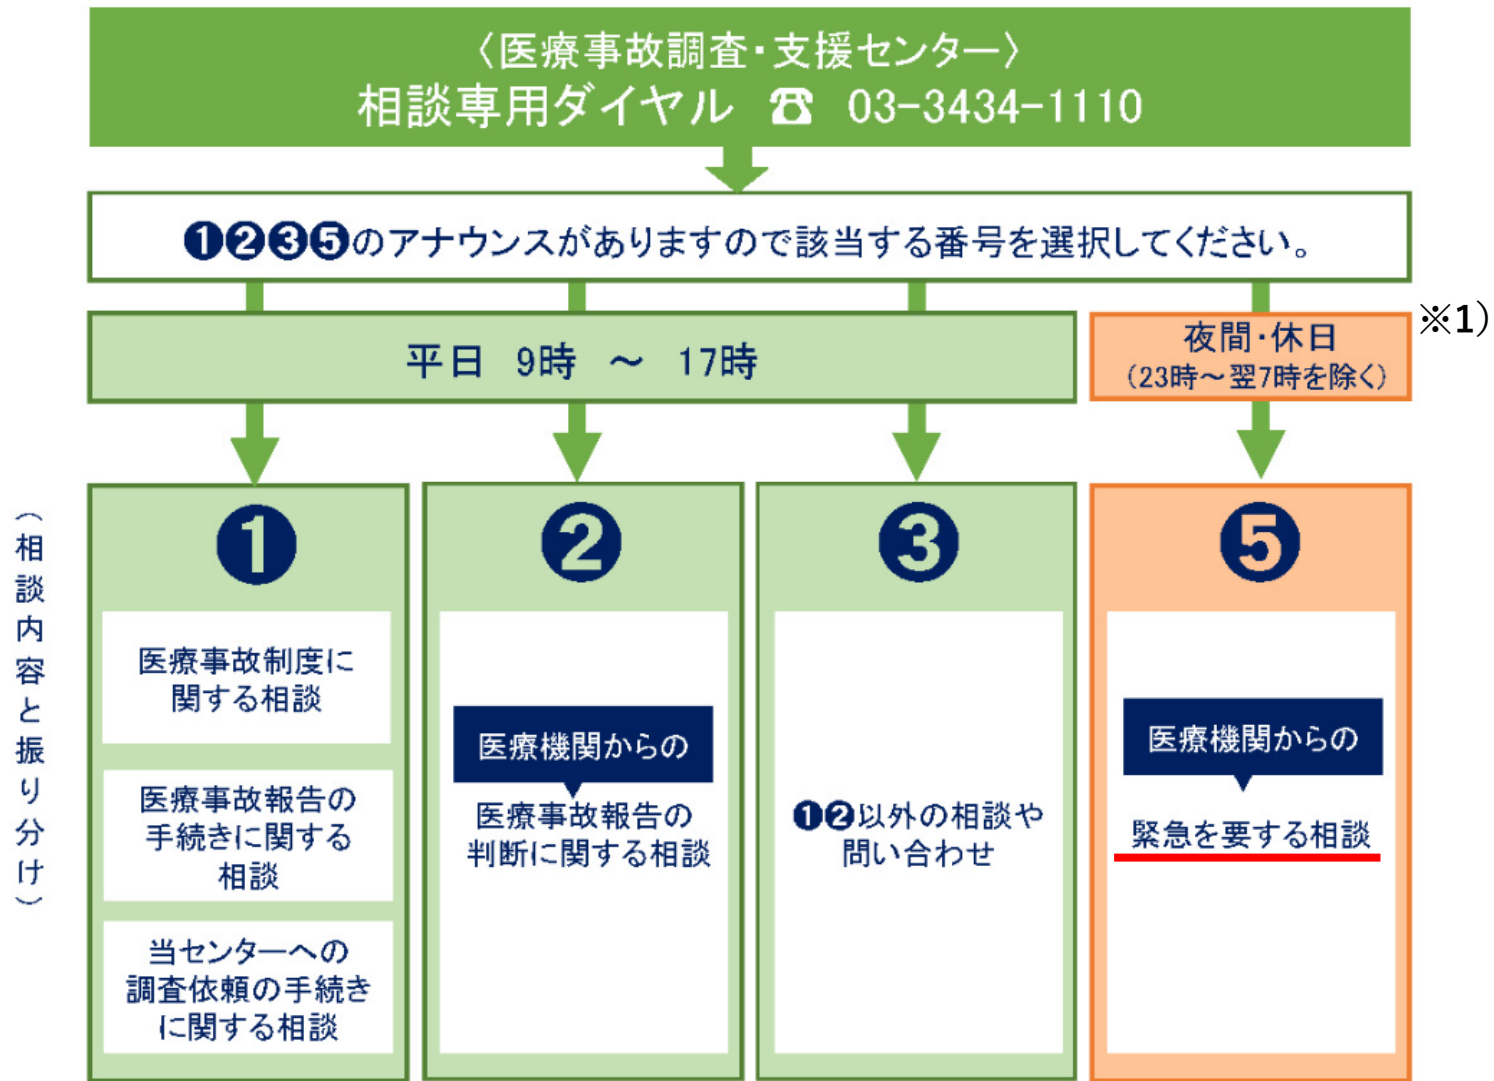 〈医療事故調査・支援センター〉
相談専用ダイヤル ☎ 03-3434-1110
❶❷❸❺のアナウンスがありますので該当する番号を選択してください。
平日 9時 ～ 17時
夜間・休日
（23時～翌7時を除く）
※1）
（相談内容と振り分け）
❶
医療事故制度に
関する相談
医療事故報告の
手続きに関する
相談
当センターへの
調査依頼の手続き
に関する相談
❷
医療機関からの
医療事故報告の
判断に関する相談
❸
❶❷以外の相談や
問い合わせ
❺
医療機関からの
緊急を要する相談